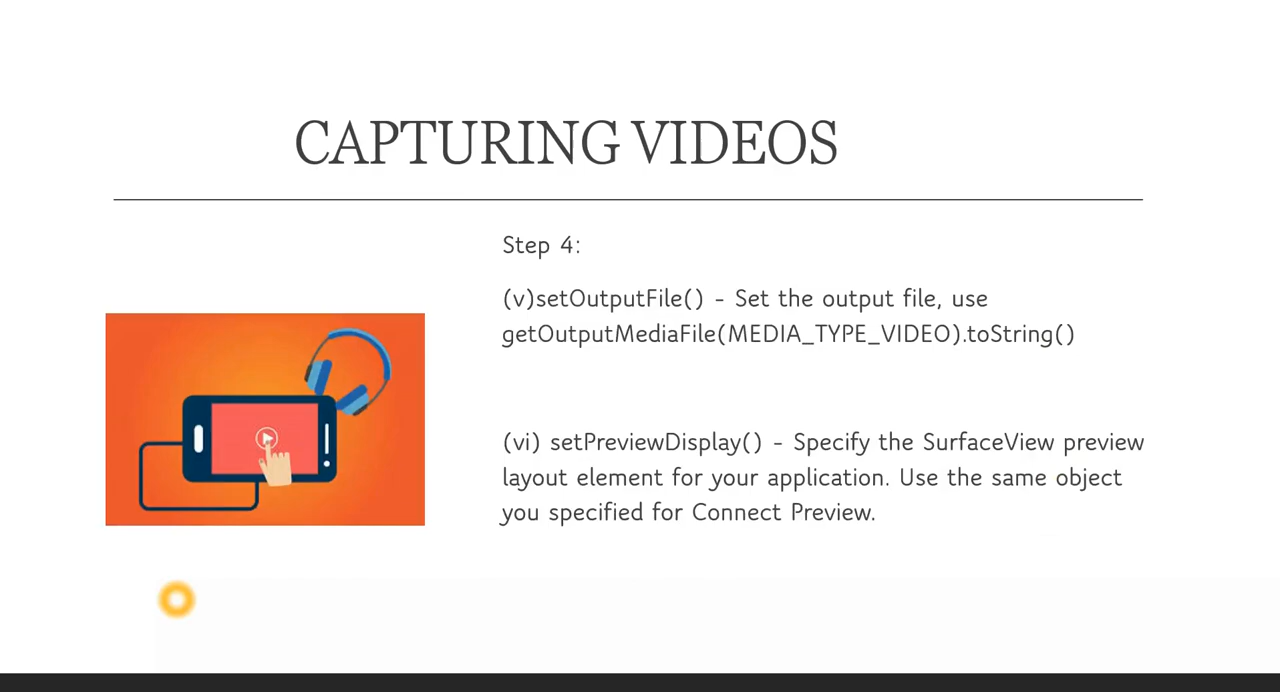 CAPTURING VIDEOS
Step 4:
(v)setOutputFile() - Set the output file, use
getOutputMediaFile(MEDIA_TYPE_VIDEO).toString()
(vi) setPreviewDisplay() - Specify the SurfaceView preview
layout element for your application. Use the same object
you specified for Connect Preview.